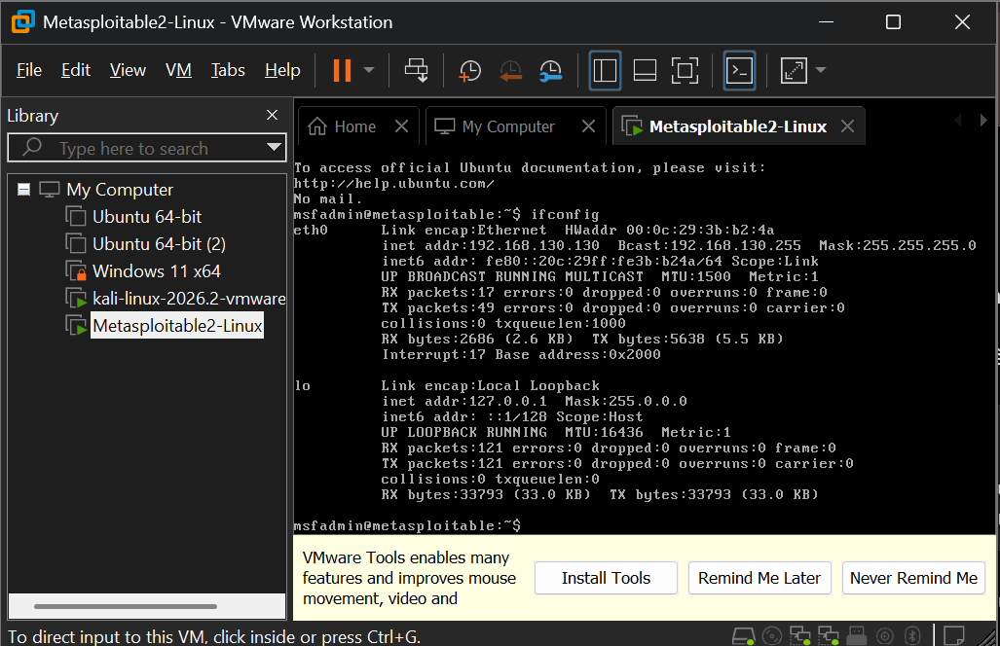 Metasploitable2-Linux - VMware Workstation
File Edit View VM Tabs Help
Library
Type here to search
My Computer
Ubuntu 64-bit
Ubuntu 64-bit (2)
Windows 11 x64
kali-linux-2026.2-vmware
Metasploitable2-Linux
Home My Computer Metasploitable2-Linux
To access official Ubuntu documentation, please visit:
http://help.ubuntu.com/
No mail.
msfadmin@metasploitable:~$ ifconfig
eth0 Link encap:Ethernet HWaddr 00:0c:29:3b:b2:4a
inet addr:192.168.130.130 Bcast:192.168.130.255 Mask:255.255.255.0
inet6 addr: fe80::20c:29ff:fe3b:b24a/64 Scope:Link
UP BROADCAST RUNNING MULTICAST MTU:1500 Metric:1
RX packets:17 errors:0 dropped:0 overruns:0 frame:0
TX packets:49 errors:0 dropped:0 overruns:0 carrier:0
collisions:0 txqueuelen:1000
RX bytes:2686 (2.6 KB) TX bytes:5638 (5.5 KB)
Interrupt:17 Base address:0x2000
lo Link encap:Local Loopback
inet addr:127.0.0.1 Mask:255.0.0.0
inet6 addr: ::1/128 Scope:Host
UP LOOPBACK RUNNING MTU:16436 Metric:1
RX packets:121 errors:0 dropped:0 overruns:0 frame:0
TX packets:121 errors:0 dropped:0 overruns:0 carrier:0
collisions:0 txqueuelen:0
RX bytes:33793 (33.0 KB) TX bytes:33793 (33.0 KB)
msfadmin@metasploitable:~$
VMware Tools enables many
features and improves mouse
movement, video and
Install Tools Remind Me Later Never Remind Me
To direct input to this VM, click inside or press Ctrl+G.